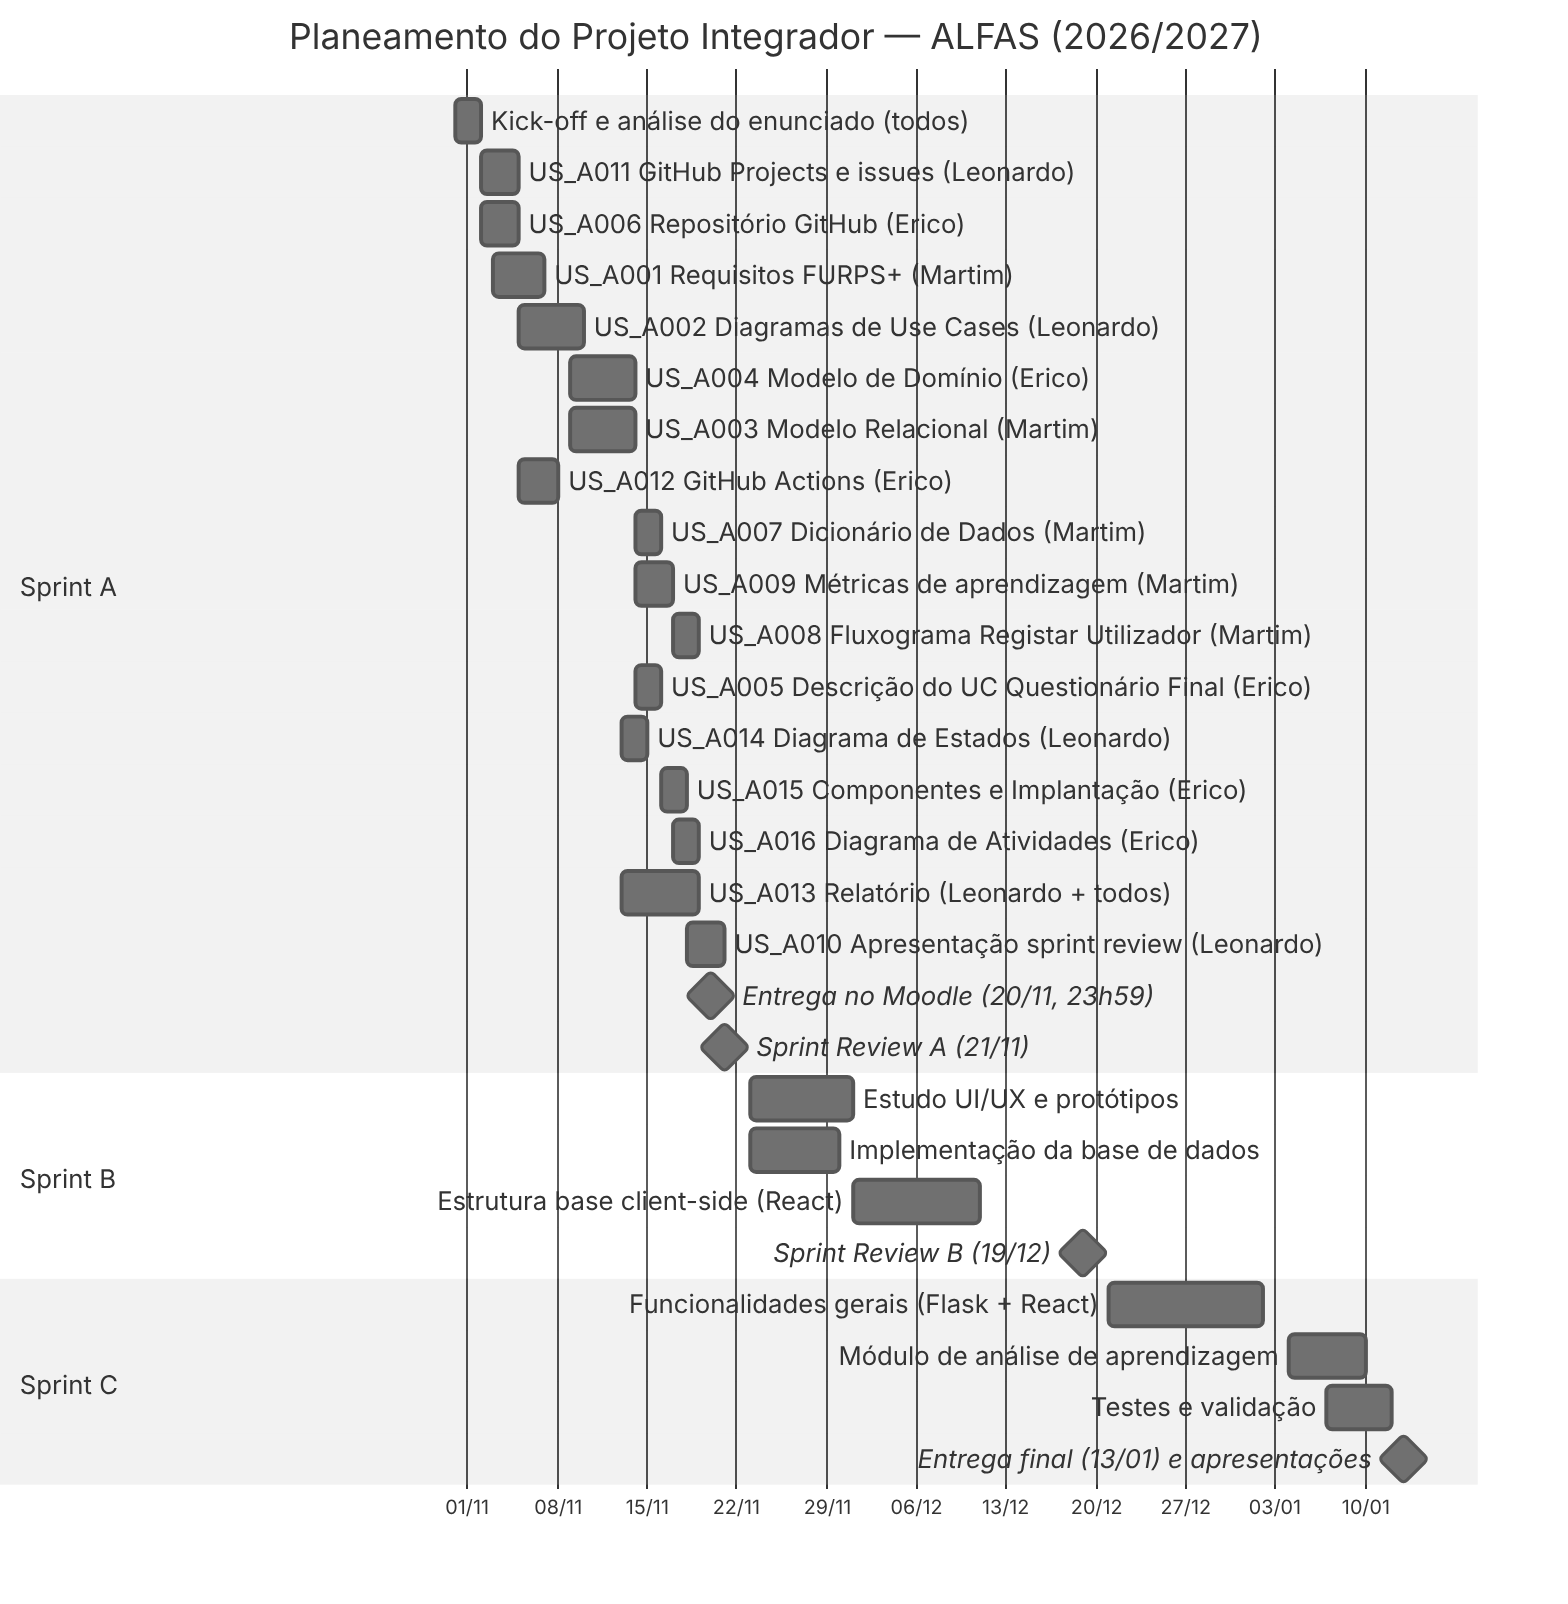 Planeamento do Projeto Integrador — ALFAS (2026/2027)
Sprint A
Kick-off e análise do enunciado (todos)
US_A011 GitHub Projects e issues (Leonardo)
US_A006 Repositório GitHub (Erico)
US_A001 Requisitos FURPS+ (Martim)
US_A002 Diagramas de Use Cases (Leonardo)
US_A004 Modelo de Domínio (Erico)
US_A003 Modelo Relacional (Martim)
US_A012 GitHub Actions (Erico)
US_A007 Dicionário de Dados (Martim)
US_A009 Métricas de aprendizagem (Martim)
US_A008 Fluxograma Registar Utilizador (Martim)
US_A005 Descrição do UC Questionário Final (Erico)
US_A014 Diagrama de Estados (Leonardo)
US_A015 Componentes e Implantação (Erico)
US_A016 Diagrama de Atividades (Erico)
US_A013 Relatório (Leonardo + todos)
US_A010 Apresentação sprint review (Leonardo)
Entrega no Moodle (20/11, 23h59)
Sprint Review A (21/11)
Sprint B
Estudo UI/UX e protótipos
Implementação da base de dados
Estrutura base client-side (React)
Sprint Review B (19/12)
Sprint C
Funcionalidades gerais (Flask + React)
Módulo de análise de aprendizagem
Testes e validação
Entrega final (13/01) e apresentações
01/11 08/11 15/11 22/11 29/11 06/12 13/12 20/12 27/12 03/01 10/01